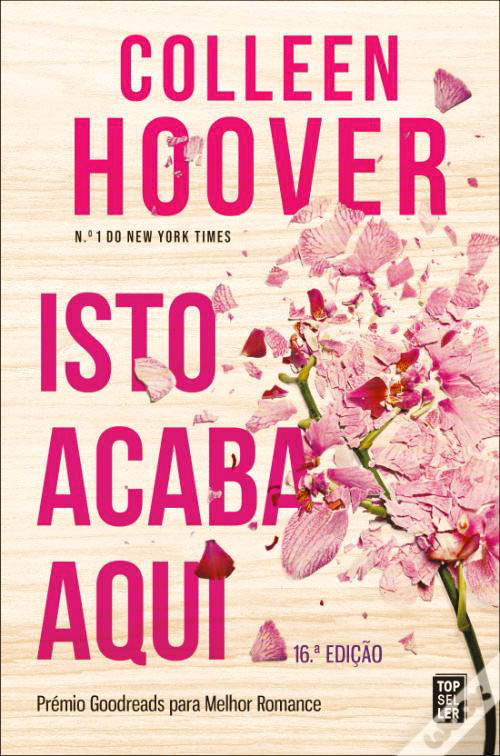 COLLEEN
HOOVER
N.º 1 DO NEW YORK TIMES
ISTO
ACABA
AQUI
16.ª EDIÇÃO
Prémio Goodreads para Melhor Romance
TOP
SEL
LER